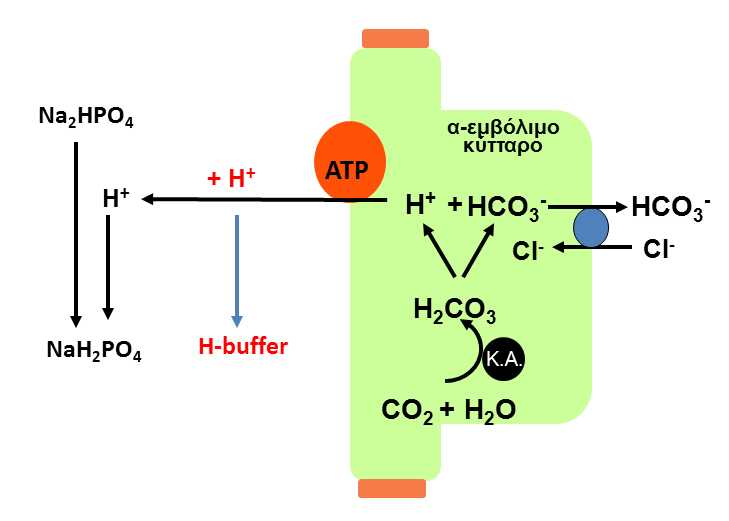 α-εμβόλιμο
κύτταρο
Na₂HPO₄
ATP
+ H⁺
H⁺
H⁺ + HCO₃⁻
HCO₃⁻
Cl⁻
Cl⁻
H₂CO₃
NaH₂PO₄
H-buffer
Κ.Α.
CO₂ + H₂O